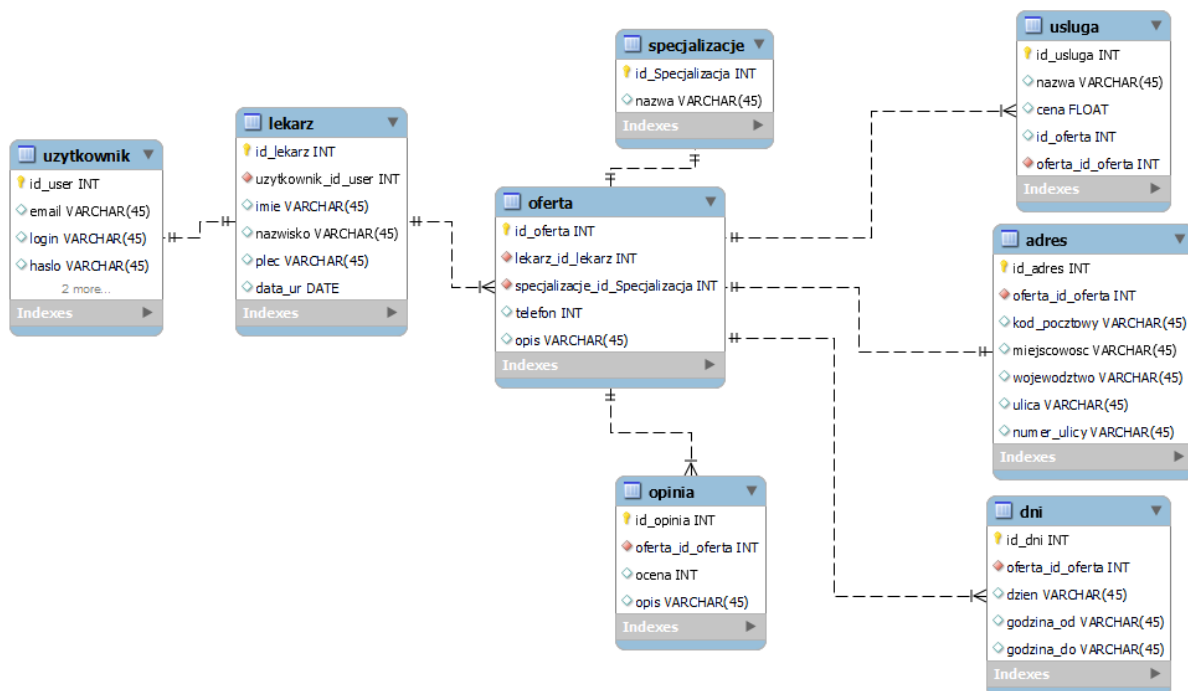 uzytkownik
id_user INT
email VARCHAR(45)
login VARCHAR(45)
haslo VARCHAR(45)
2 more...
Indexes
lekarz
id_lekarz INT
uzytkownik_id_user INT
imie VARCHAR(45)
nazwisko VARCHAR(45)
plec VARCHAR(45)
data_ur DATE
Indexes
specjalizacje
id_Specjalizacja INT
nazwa VARCHAR(45)
Indexes
oferta
id_oferta INT
lekarz_id_lekarz INT
specjalizacje_id_Specjalizacja INT
telefon INT
opis VARCHAR(45)
Indexes
opinia
id_opinia INT
oferta_id_oferta INT
ocena INT
opis VARCHAR(45)
Indexes
usluga
id_usluga INT
nazwa VARCHAR(45)
cena FLOAT
id_oferta INT
oferta_id_oferta INT
Indexes
adres
id_adres INT
oferta_id_oferta INT
kod_pocztowy VARCHAR(45)
miejscowosc VARCHAR(45)
wojewodztwo VARCHAR(45)
ulica VARCHAR(45)
numer_ulicy VARCHAR(45)
Indexes
dni
id_dni INT
oferta_id_oferta INT
dzien VARCHAR(45)
godzina_od VARCHAR(45)
godzina_do VARCHAR(45)
Indexes